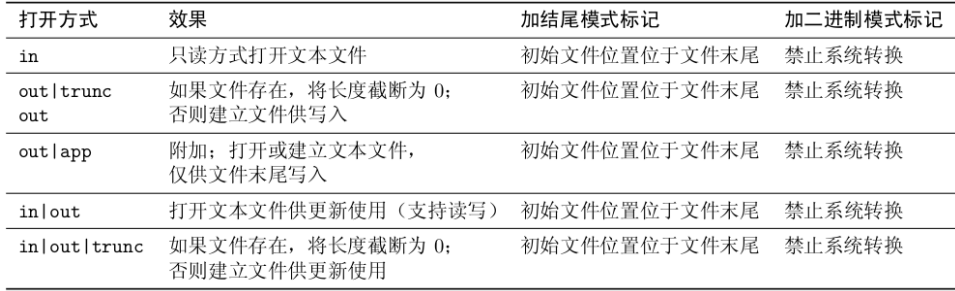 打开方式 效果 加结尾模式标记 加二进制模式标记
in 只读方式打开文本文件 初始文件位置位于文件末尾 禁止系统转换
out|trunc 如果文件存在，将长度截断为 0； 初始文件位置位于文件末尾 禁止系统转换
out 否则建立文件供写入
out|app 附加；打开或建立文本文件， 初始文件位置位于文件末尾 禁止系统转换
仅供文件末尾写入
in|out 打开文本文件供更新使用（支持读写） 初始文件位置位于文件末尾 禁止系统转换
in|out|trunc 如果文件存在，将长度截断为 0； 初始文件位置位于文件末尾 禁止系统转换
否则建立文件供更新使用